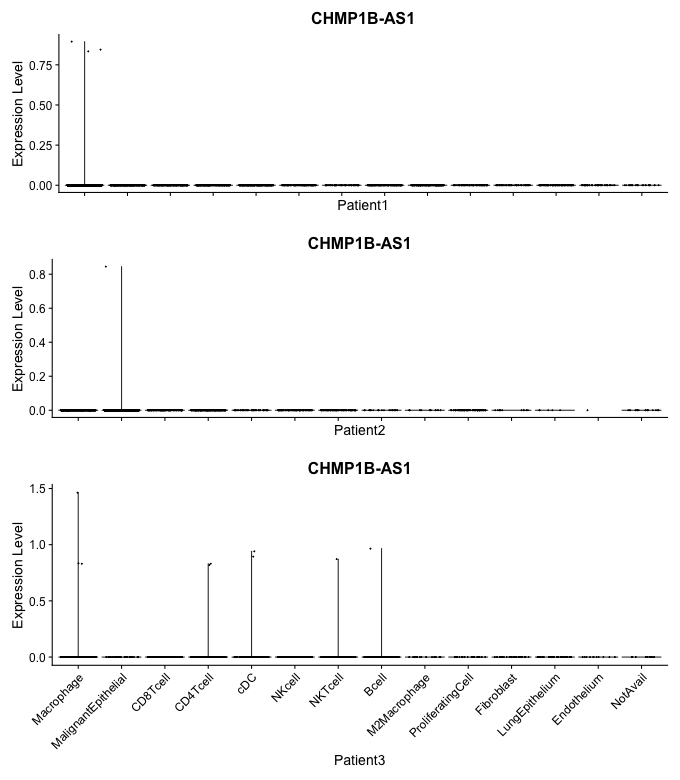 CHMP1B-AS1
Expression Level
0.75
0.50
0.25
0.00
Patient1
CHMP1B-AS1
Expression Level
0.8
0.6
0.4
0.2
0.0
Patient2
CHMP1B-AS1
Expression Level
1.5
1.0
0.5
0.0
Macrophage
MalignantEpithelial
CD8Tcell
CD4Tcell
cDC
NKcell
NKTcell
Bcell
M2Macrophage
ProliferatingCell
Fibroblast
LungEpithelium
Endothelium
NotAvail
Patient3